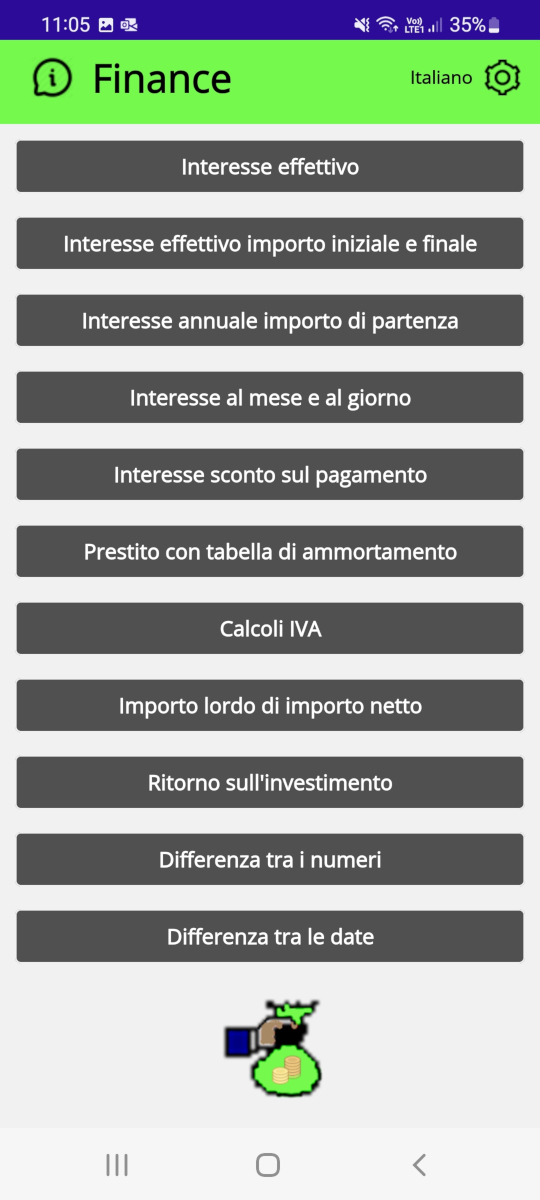 11:05
Vo)) LTE1 35%
Finance
Italiano
Interesse effettivo
Interesse effettivo importo iniziale e finale
Interesse annuale importo di partenza
Interesse al mese e al giorno
Interesse sconto sul pagamento
Prestito con tabella di ammortamento
Calcoli IVA
Importo lordo di importo netto
Ritorno sull'investimento
Differenza tra i numeri
Differenza tra le date